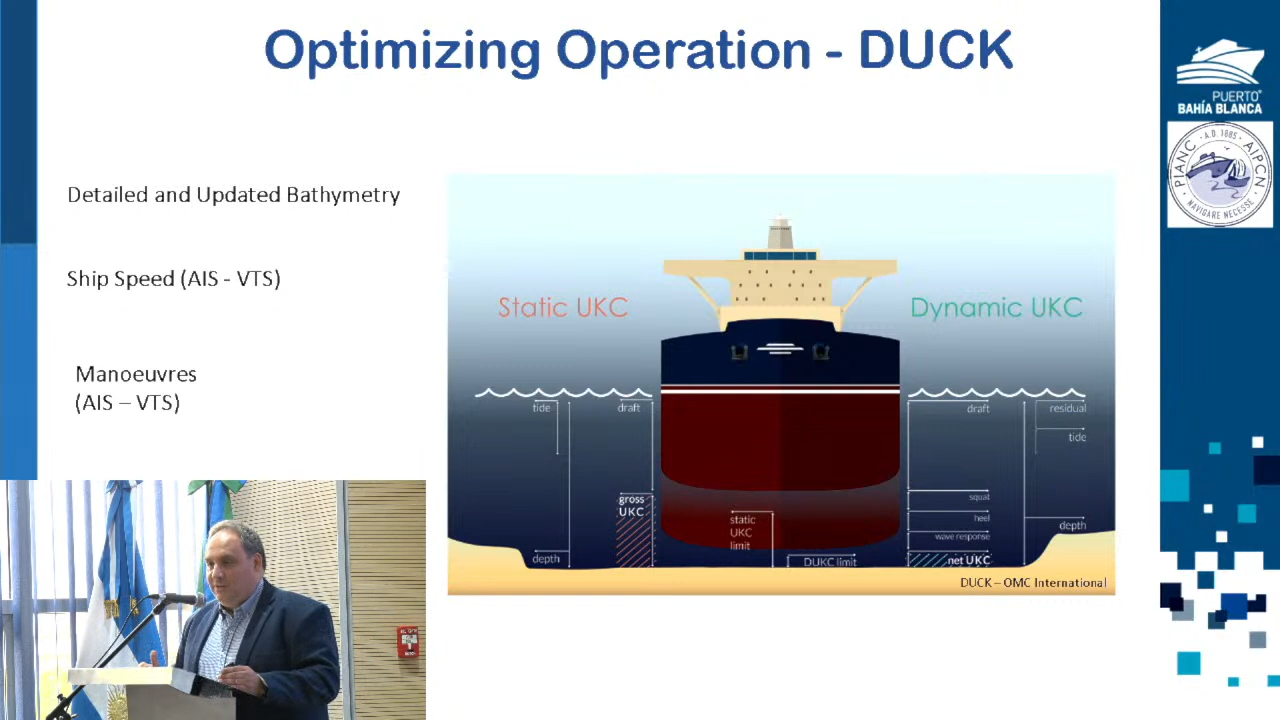 Optimizing Operation - DUCK
PUERTO
BAHÍA BLANCA
PIANC · A.D. 1885 · AIPCN
NAVIGARE NECESSE
Detailed and Updated Bathymetry
Ship Speed (AIS - VTS)
Manoeuvres
(AIS – VTS)
Static UKC
Dynamic UKC
tide
draft
draft
residual
tide
gross
UKC
squat
static
UKC
limit
heel
depth
wave response
depth
DUKC limit
net UKC
DUCK – OMC International